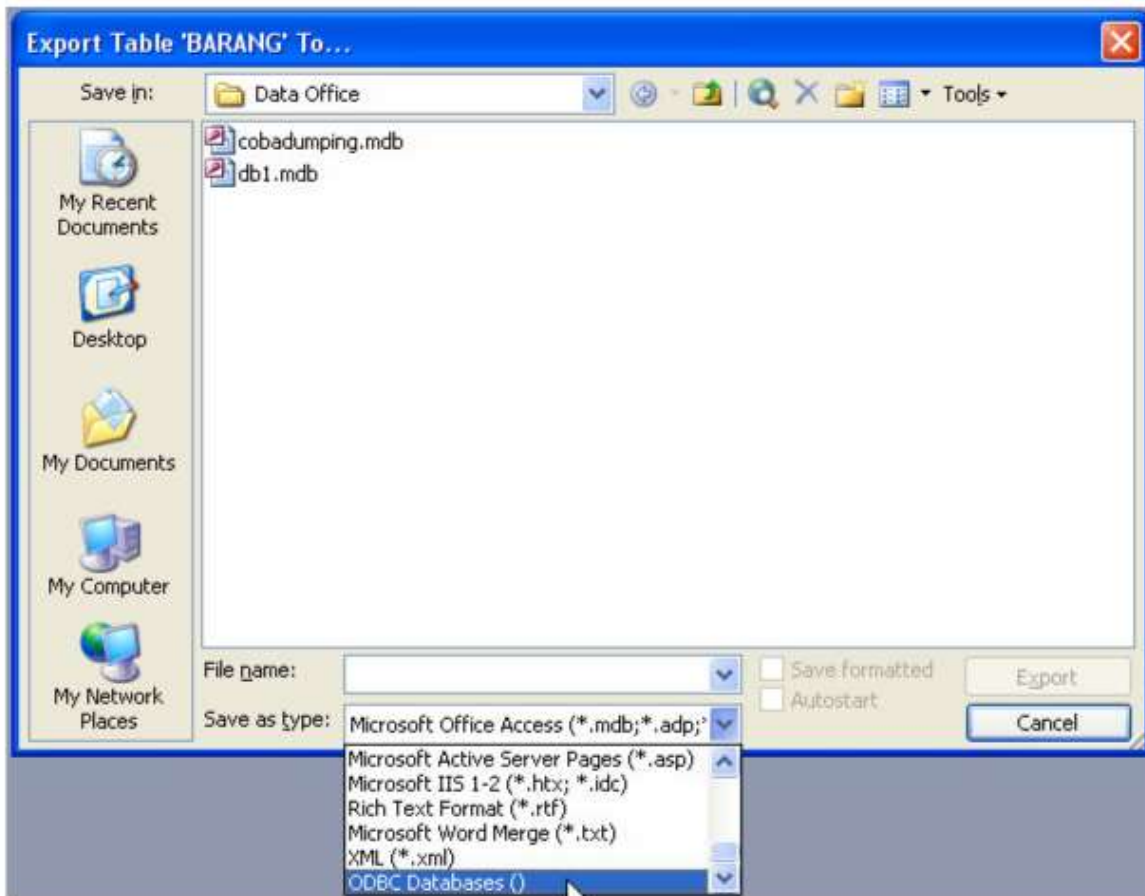 Export Table 'BARANG' To...
Save in:
Data Office
Tools
cobadumping.mdb
db1.mdb
My Recent
Documents
Desktop
My Documents
My Computer
My Network
Places
File name:
Save formatted
Autostart
Export
Save as type:
Microsoft Office Access (*.mdb;*.adp;*
Cancel
Microsoft Active Server Pages (*.asp)
Microsoft IIS 1-2 (*.htx; *.idc)
Rich Text Format (*.rtf)
Microsoft Word Merge (*.txt)
XML (*.xml)
ODBC Databases ()